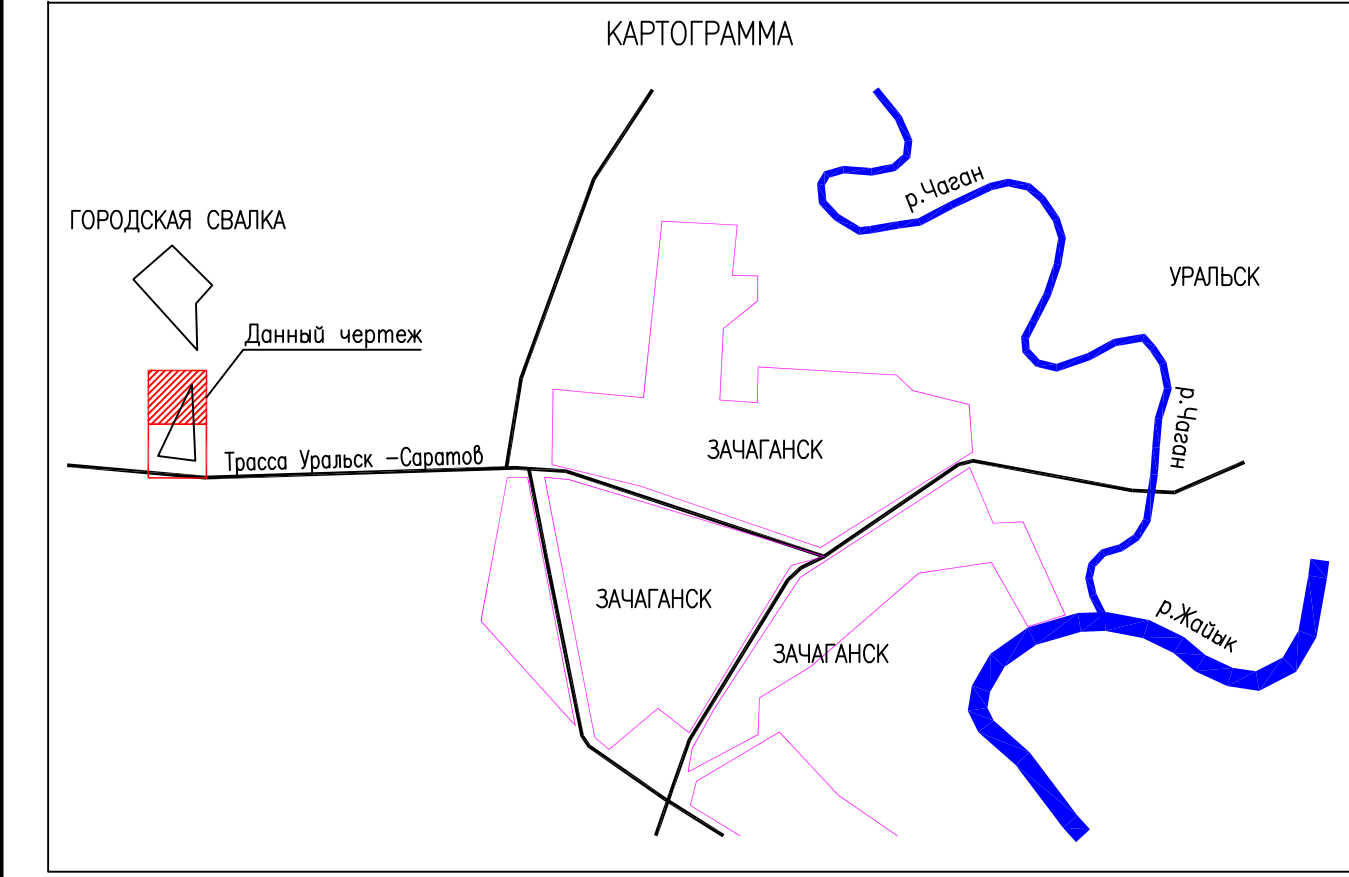 КАРТОГРАММА
р.Чаган
ГОРОДСКАЯ СВАЛКА
УРАЛЬСК
Данный чертеж
р.Чаган
ЗАЧАГАНСК
Трасса Уральск –Саратов
ЗАЧАГАНСК
р.Жайык
ЗАЧАГАНСК